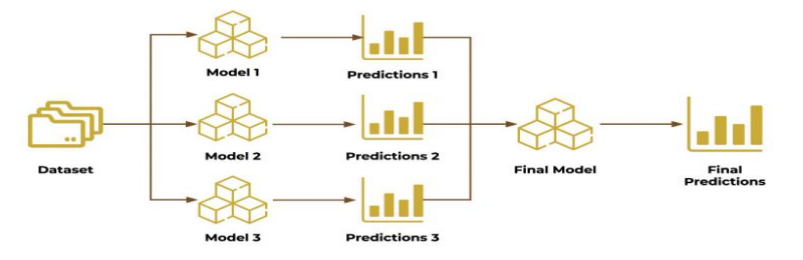 Model 1
Predictions 1
Dataset
Model 2
Predictions 2
Final Model
Final
Predictions
Model 3
Predictions 3